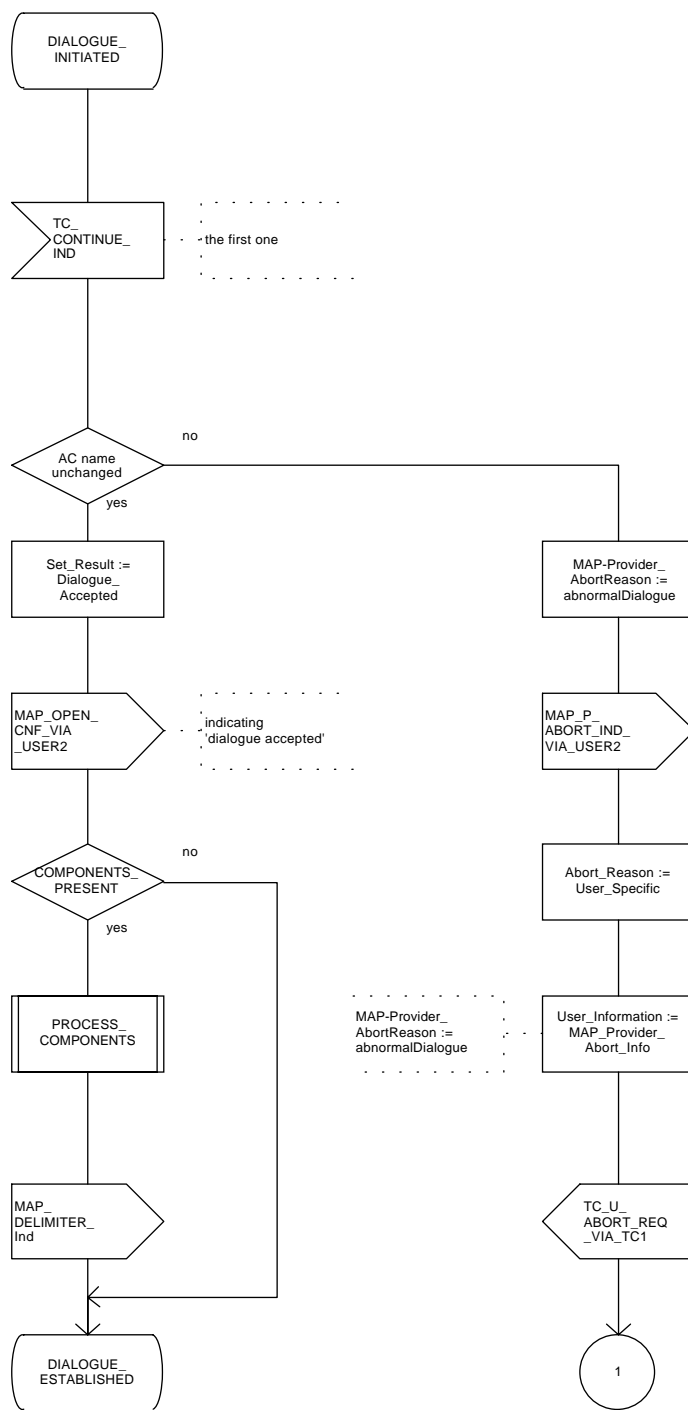 DIALOGUE_
INITIATED
TC_
CONTINUE_
IND
the first one
AC name
unchanged
no
yes
Set_Result :=
Dialogue_
Accepted
MAP-Provider_
AbortReason :=
abnormalDialogue
MAP_OPEN_
CNF_VIA
_USER2
indicating
'dialogue accepted'
MAP_P_
ABORT_IND_
VIA_USER2
COMPONENTS_
PRESENT
no
yes
Abort_Reason :=
User_Specific
PROCESS_
COMPONENTS
MAP-Provider_
AbortReason :=
abnormalDialogue
User_Information :=
MAP_Provider_
Abort_Info
MAP_
DELIMITER_
Ind
TC_U_
ABORT_REQ
_VIA_TC1
DIALOGUE_
ESTABLISHED
1